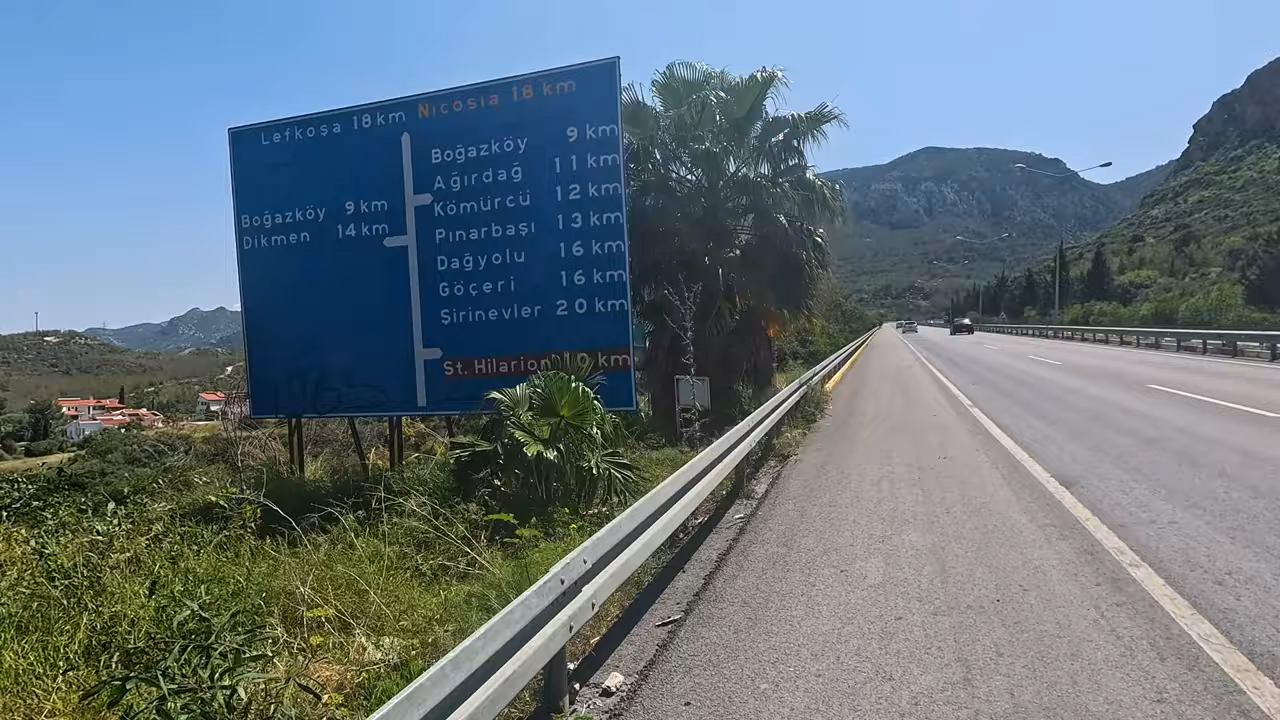 Lefkoşa 18 km Nicosia 18 km
Boğazköy 9 km
Dikmen 14 km
Boğazköy 9 km
Ağırdağ 11 km
Kömürcü 12 km
Pınarbaşı 13 km
Dağyolu 16 km
Göçeri 16 km
Şirinevler 20 km
St. Hilarion km